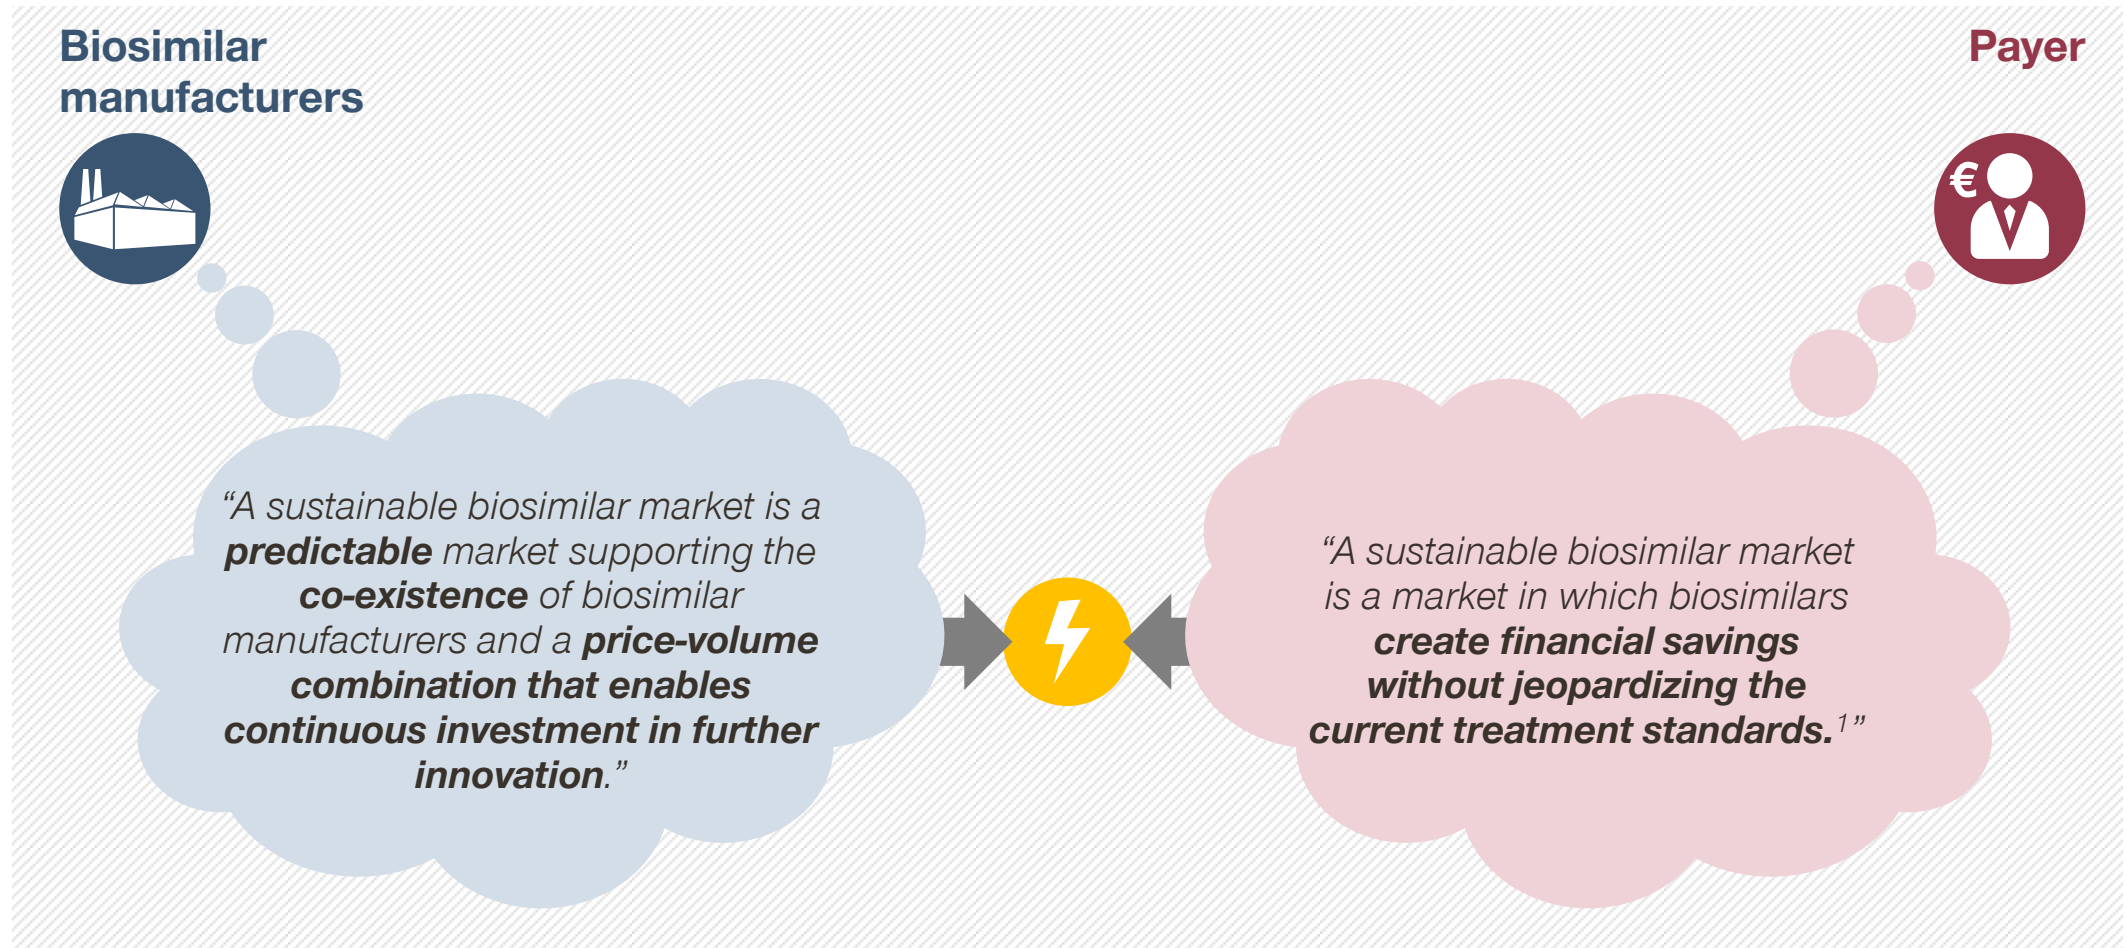 Biosimilar
manufacturers
Payer
€
“A sustainable biosimilar market is a
predictable market supporting the
co-existence of biosimilar
manufacturers and a price-volume
combination that enables
continuous investment in further
innovation.”
“A sustainable biosimilar market
is a market in which biosimilars
create financial savings
without jeopardizing the
current treatment standards.¹”